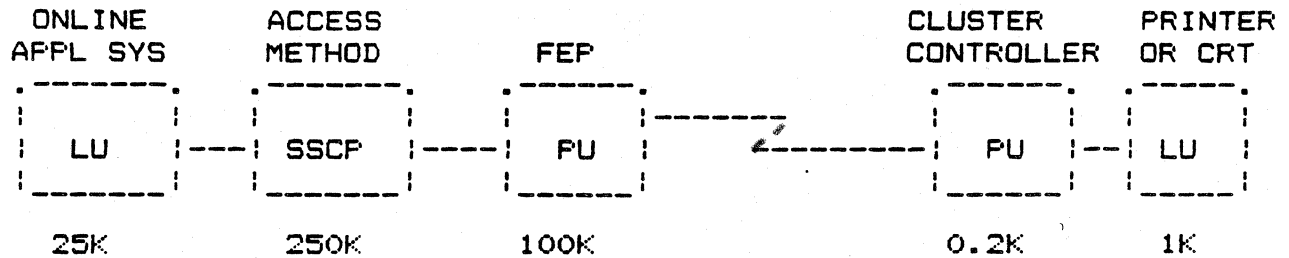 ONLINE ACCESS CLUSTER PRINTER
APPL SYS METHOD FEP CONTROLLER OR CRT
LU SSCP PU PU LU
25K 250K 100K 0.2K 1K